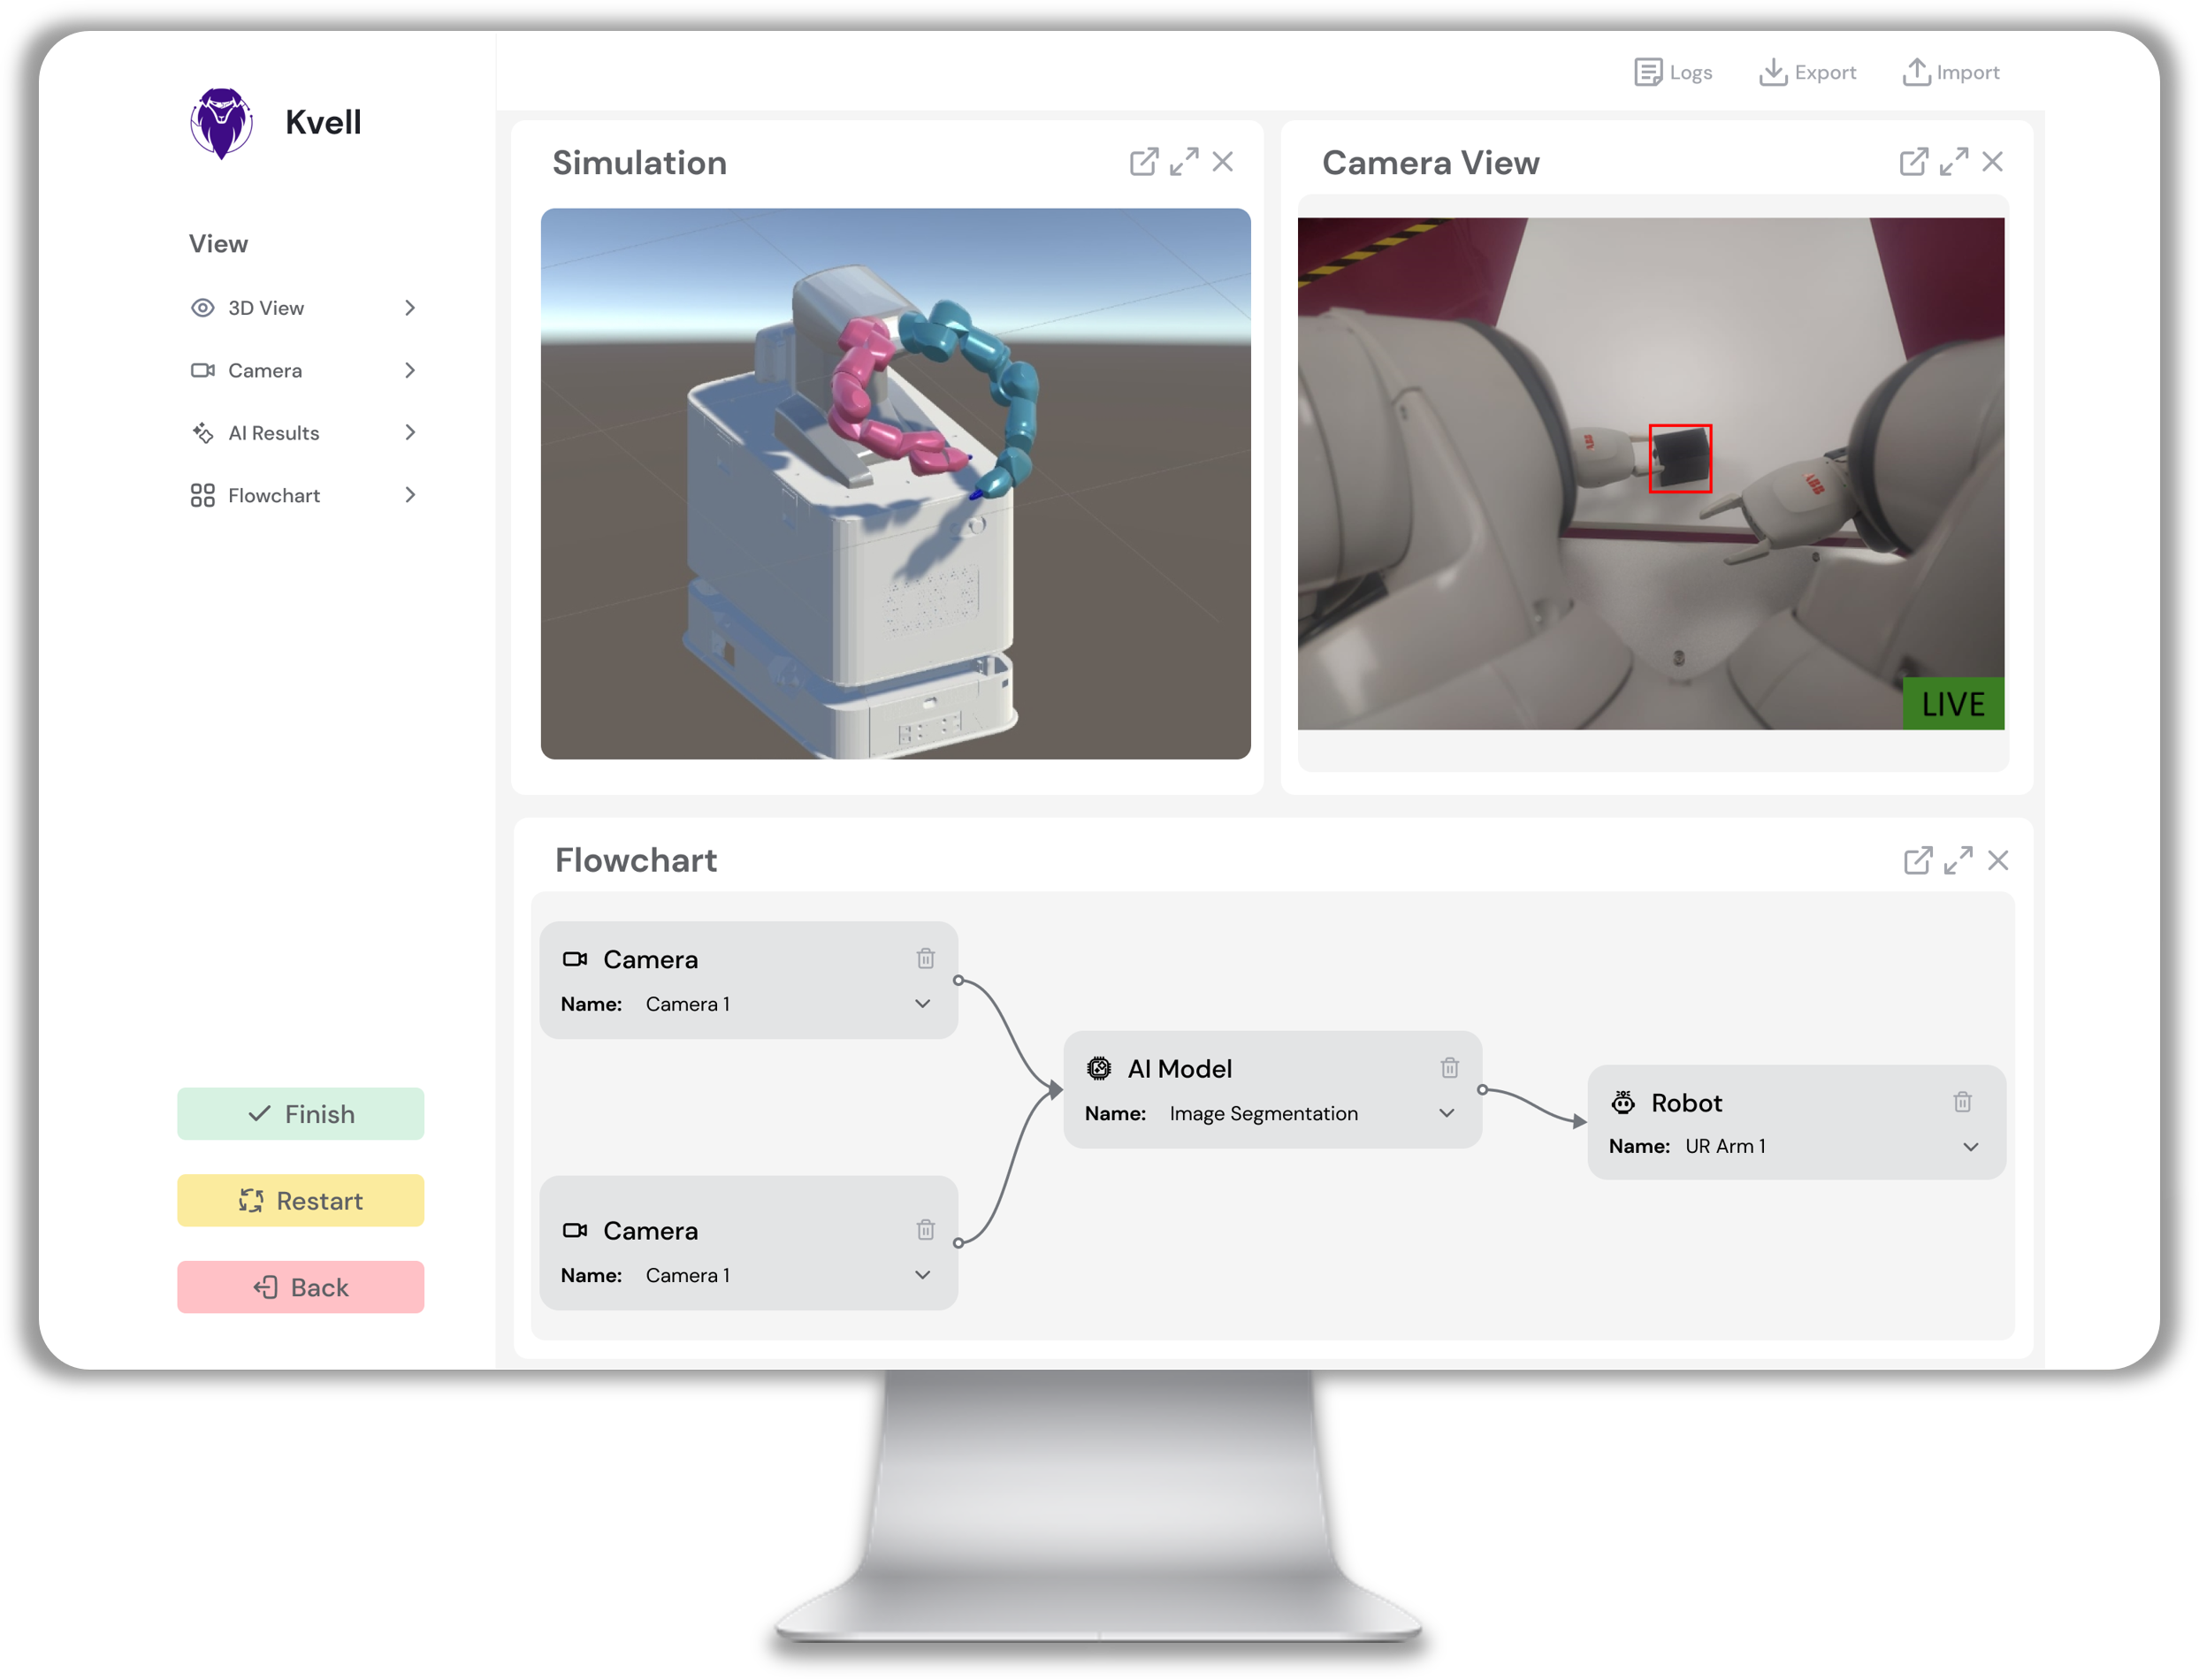 Kvell
Logs
Export
Import
View
3D View
Camera
AI Results
Flowchart
Finish
Restart
Back
Simulation
Camera View
ABB
LIVE
Flowchart
Camera
Name: Camera 1
Camera
Name: Camera 1
AI Model
Name: Image Segmentation
Robot
Name: UR Arm 1